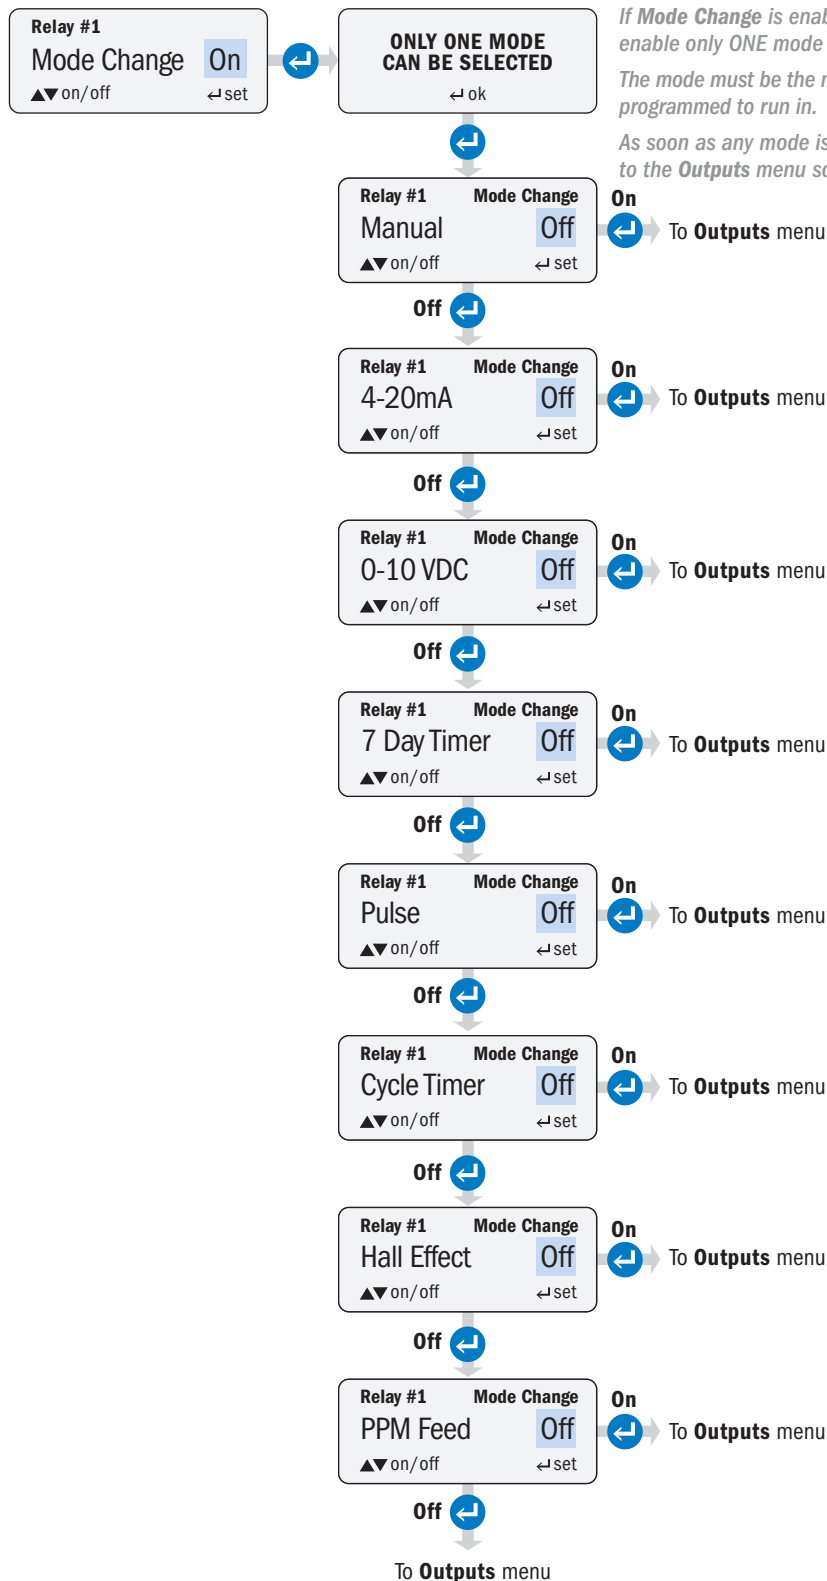 Relay #1
Mode Change On
▲▼ on/off ↵ set
ONLY ONE MODE
CAN BE SELECTED
↵ ok
If Mode Change is
enable only ONE mode
The mode must be the
programmed to run in.
As soon as any mode is
to the Outputs menu
Relay #1 Mode Change
Manual Off
▲▼ on/off ↵ set
On
To Outputs menu
Off
Relay #1 Mode Change
4-20mA Off
▲▼ on/off ↵ set
On
To Outputs menu
Off
Relay #1 Mode Change
0-10 VDC Off
▲▼ on/off ↵ set
On
To Outputs menu
Off
Relay #1 Mode Change
7 Day Timer Off
▲▼ on/off ↵ set
On
To Outputs menu
Off
Relay #1 Mode Change
Pulse Off
▲▼ on/off ↵ set
On
To Outputs menu
Off
Relay #1 Mode Change
Cycle Timer Off
▲▼ on/off ↵ set
On
To Outputs menu
Off
Relay #1 Mode Change
Hall Effect Off
▲▼ on/off ↵ set
On
To Outputs menu
Off
Relay #1 Mode Change
PPM Feed Off
▲▼ on/off ↵ set
On
To Outputs menu
Off
To Outputs menu